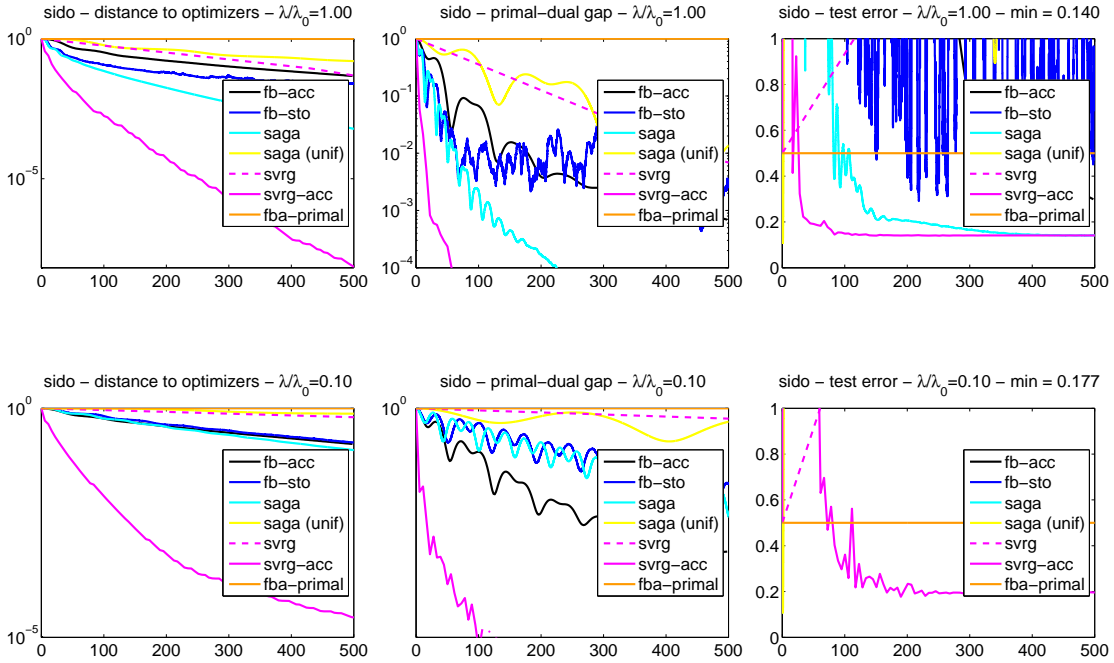 sido − distance to optimizers − λ/λ0=1.00
10^0
10^−5
0 100 200 300 400 500
fb−acc
fb−sto
saga
saga (unif)
svrg
svrg−acc
fba−primal
sido − primal−dual gap − λ/λ0=1.00
10^0
10^−1
10^−2
10^−3
10^−4
0 100 200 300 400 500
fb−acc
fb−sto
saga
saga (unif)
svrg
svrg−acc
fba−primal
sido − test error − λ/λ0=1.00 − min = 0.140
1
0.8
0.6
0.4
0.2
0
0 100 200 300 400 500
fb−acc
fb−sto
saga
saga (unif)
svrg
svrg−acc
fba−primal
sido − distance to optimizers − λ/λ0=0.10
10^0
10^−5
0 100 200 300 400 500
fb−acc
fb−sto
saga
saga (unif)
svrg
svrg−acc
fba−primal
sido − primal−dual gap − λ/λ0=0.10
10^0
0 100 200 300 400 500
fb−acc
fb−sto
saga
saga (unif)
svrg
svrg−acc
fba−primal
sido − test error − λ/λ0=0.10 − min = 0.177
1
0.8
0.6
0.4
0.2
0
0 100 200 300 400 500
fb−acc
fb−sto
saga
saga (unif)
svrg
svrg−acc
fba−primal